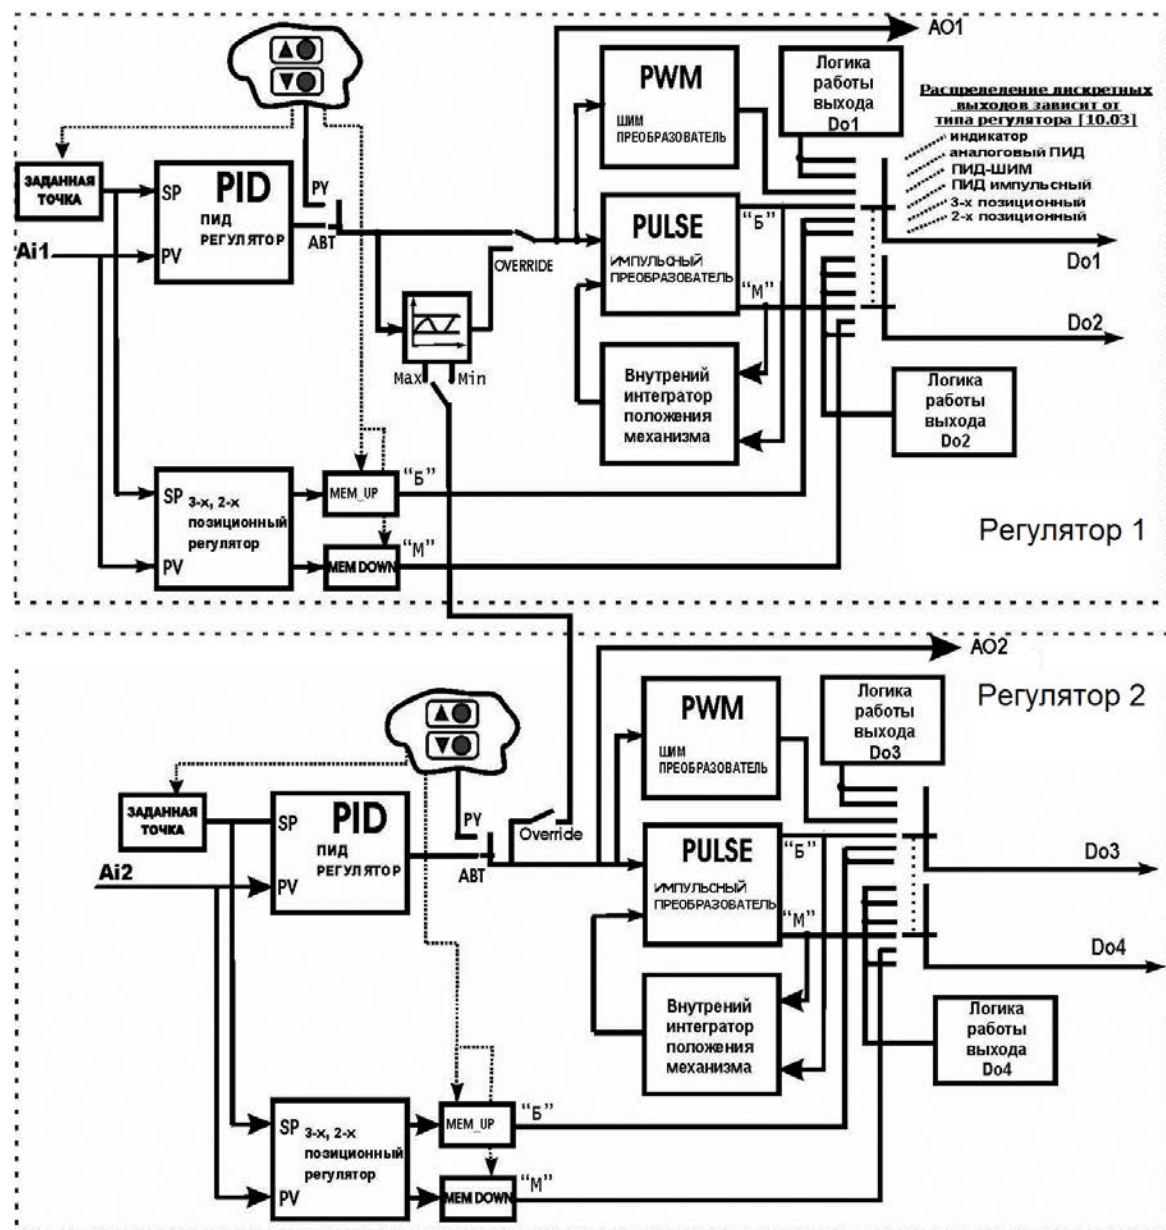 AO1
PWM
ШИМ
ПРЕОБРАЗОВАТЕЛЬ
Логика
работы
выхода
Do1
Распределение дискретных
выходов зависит от
типа регулятора [10.03]
индикатор
аналоговый ПИД
ПИД-ШИМ
ПИД импульсный
3-х позиционный
2-х позиционный
ЗАДАННАЯ
ТОЧКА
SP
PID
ПИД
РЕГУЛЯТОР
PV
Ai1
РУ
АВТ
OVERRIDE
PULSE
ИМПУЛЬСНЫЙ
ПРЕОБРАЗОВАТЕЛЬ
“Б”
“М”
Do1
Do2
Max
Min
Внутрений
интегратор
положения
механизма
Логика
работы
выхода
Do2
SP
3-х, 2-х
позиционный
регулятор
PV
MEM_UP
“Б”
MEM DOWN
“М”
Регулятор 1
AO2
Регулятор 2
PWM
ШИМ
ПРЕОБРАЗОВАТЕЛЬ
Логика
работы
выхода
Do3
ЗАДАННАЯ
ТОЧКА
SP
PID
ПИД
РЕГУЛЯТОР
PV
Ai2
РУ
АВТ
Override
PULSE
ИМПУЛЬСНЫЙ
ПРЕОБРАЗОВАТЕЛЬ
“Б”
“М”
Do3
Do4
Внутрений
интегратор
положения
механизма
Логика
работы
выхода
Do4
SP
3-х, 2-х
позиционный
регулятор
PV
MEM_UP
“Б”
MEM DOWN
“М”